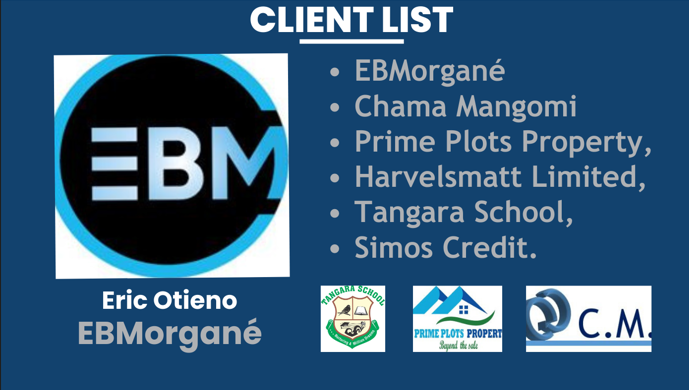 CLIENT LIST
EBM
Eric Otieno
EBMorgané
• EBMorgané
• Chama Mangomi
• Prime Plots Property,
• Harvelsmatt Limited,
• Tangara School,
• Simos Credit.
TANGARA SCHOOL
PRIME PLOTS PROPERT
Beyond the sale
C.M.